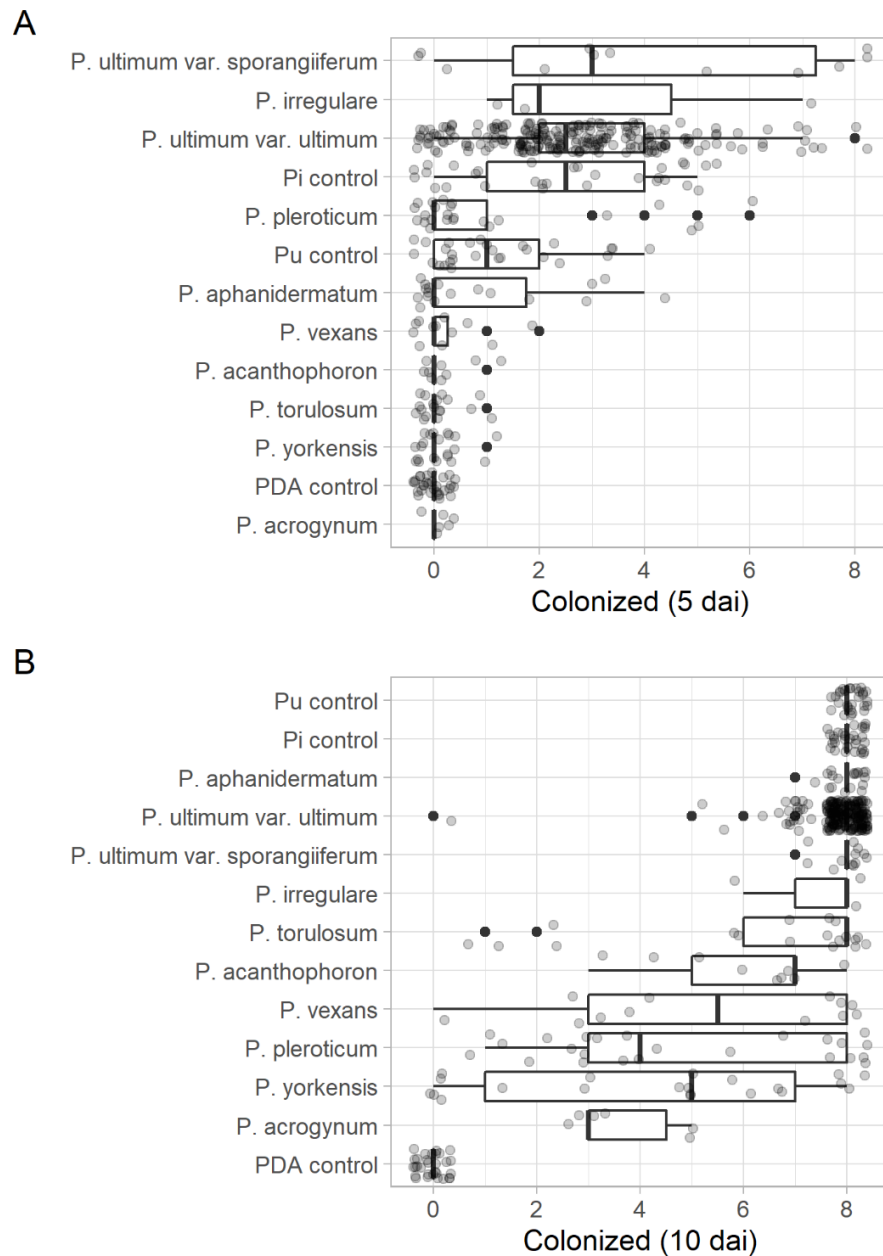 A
P. ultimum var. sporangiiferum
P. irregulare
P. ultimum var. ultimum
Pi control
P. pleroticum
Pu control
P. aphanidermatum
P. vexans
P. acanthophoron
P. torulosum
P. yorkensis
PDA control
P. acrogynum
0 2 4 6 8
Colonized (5 dai)
B
Pu control
Pi control
P. aphanidermatum
P. ultimum var. ultimum
P. ultimum var. sporangiiferum
P. irregulare
P. torulosum
P. acanthophoron
P. vexans
P. pleroticum
P. yorkensis
P. acrogynum
PDA control
0 2 4 6 8
Colonized (10 dai)